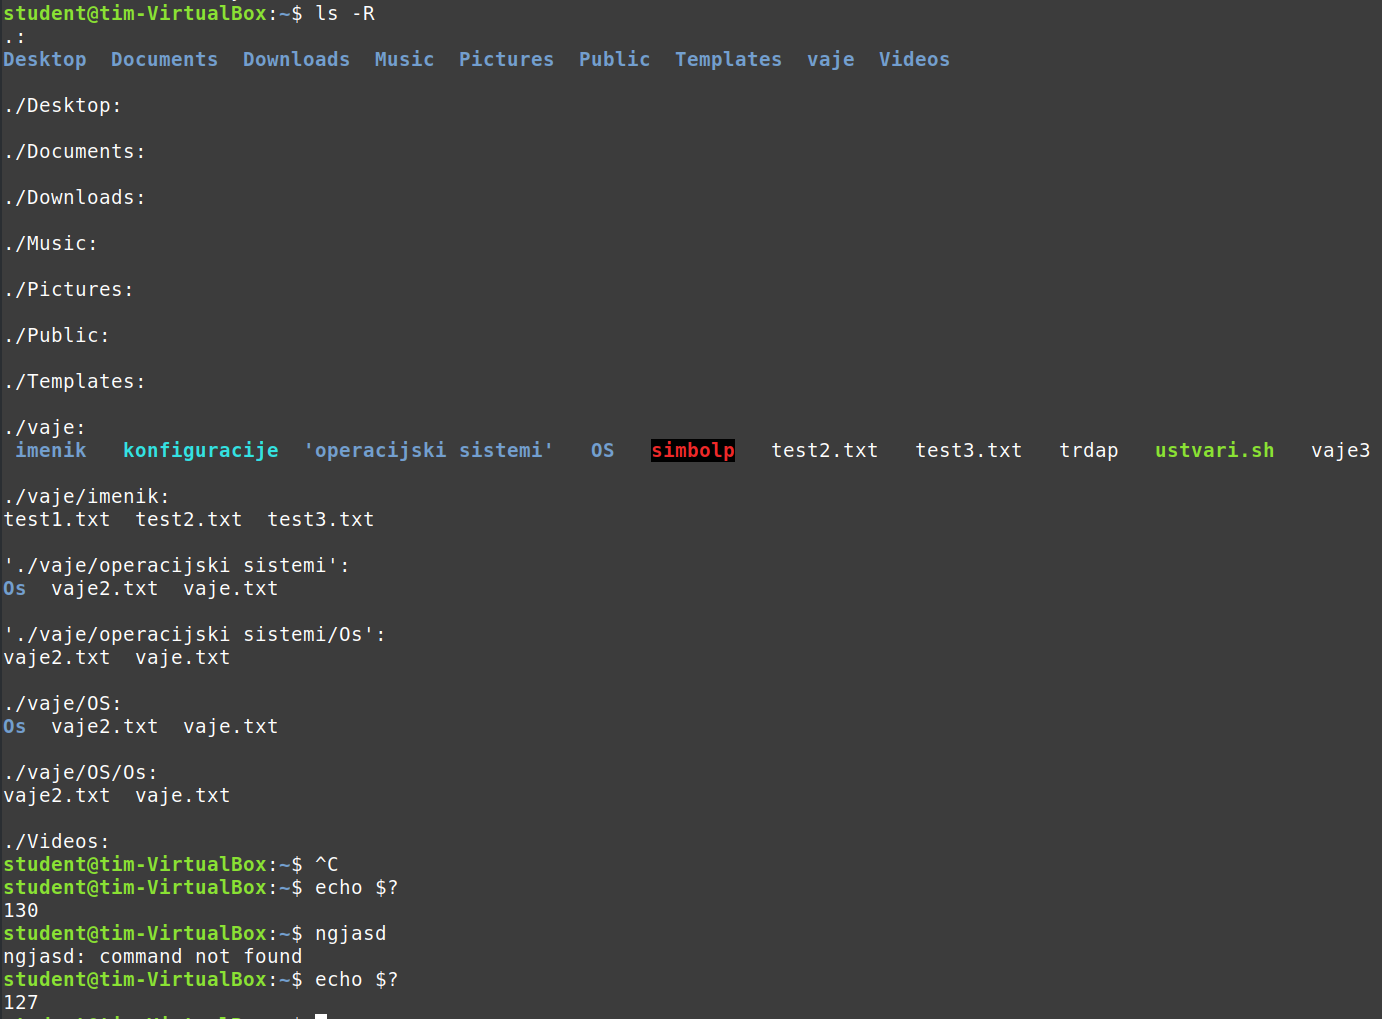 student@tim-VirtualBox:~$ ls -R
.:
Desktop  Documents  Downloads  Music  Pictures  Public  Templates  vaje  Videos
./Desktop:
./Documents:
./Downloads:
./Music:
./Pictures:
./Public:
./Templates:
./vaje:
 imenik   konfiguracije  'operacijski sistemi'   OS   simbolp   test2.txt   test3.txt   trdap   ustvari.sh   vaje3
./vaje/imenik:
test1.txt  test2.txt  test3.txt
'./vaje/operacijski sistemi':
Os  vaje2.txt  vaje.txt
'./vaje/operacijski sistemi/Os':
vaje2.txt  vaje.txt
./vaje/OS:
Os  vaje2.txt  vaje.txt
./vaje/OS/Os:
vaje2.txt  vaje.txt
./Videos:
student@tim-VirtualBox:~$ ^C
student@tim-VirtualBox:~$ echo $?
130
student@tim-VirtualBox:~$ ngjasd
ngjasd: command not found
student@tim-VirtualBox:~$ echo $?
127